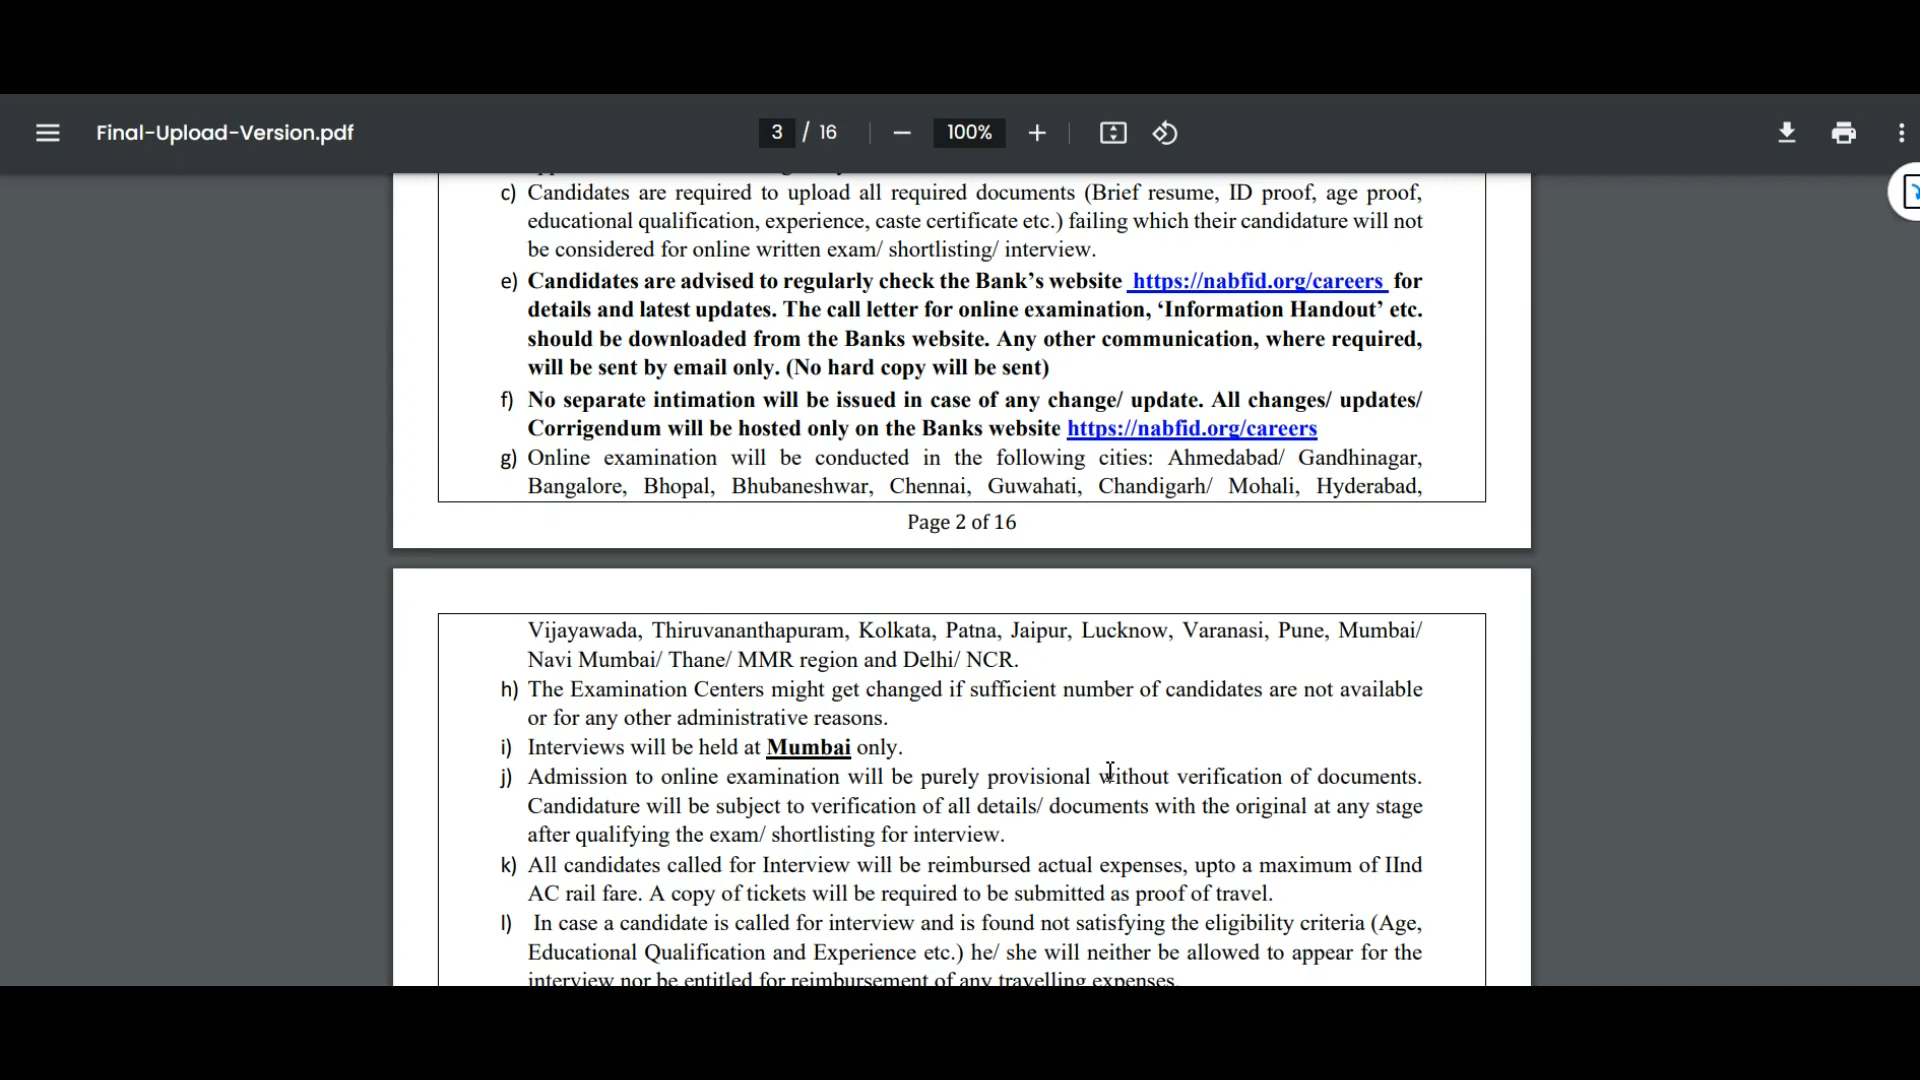 Final-Upload-Version.pdf
3 / 16
100%
c) Candidates are required to upload all required documents (Brief resume, ID proof, age proof,
educational qualification, experience, caste certificate etc.) failing which their candidature will not
be considered for online written exam/ shortlisting/ interview.
e) Candidates are advised to regularly check the Bank’s website https://nabfid.org/careers for
details and latest updates. The call letter for online examination, ‘Information Handout’ etc.
should be downloaded from the Banks website. Any other communication, where required,
will be sent by email only. (No hard copy will be sent)
f) No separate intimation will be issued in case of any change/ update. All changes/ updates/
Corrigendum will be hosted only on the Banks website https://nabfid.org/careers
g) Online examination will be conducted in the following cities: Ahmedabad/ Gandhinagar,
Bangalore, Bhopal, Bhubaneshwar, Chennai, Guwahati, Chandigarh/ Mohali, Hyderabad,
Page 2 of 16
Vijayawada, Thiruvananthapuram, Kolkata, Patna, Jaipur, Lucknow, Varanasi, Pune, Mumbai/
Navi Mumbai/ Thane/ MMR region and Delhi/ NCR.
h) The Examination Centers might get changed if sufficient number of candidates are not available
or for any other administrative reasons.
i) Interviews will be held at Mumbai only.
j) Admission to online examination will be purely provisional without verification of documents.
Candidature will be subject to verification of all details/ documents with the original at any stage
after qualifying the exam/ shortlisting for interview.
k) All candidates called for Interview will be reimbursed actual expenses, upto a maximum of IInd
AC rail fare. A copy of tickets will be required to be submitted as proof of travel.
l) In case a candidate is called for interview and is found not satisfying the eligibility criteria (Age,
Educational Qualification and Experience etc.) he/ she will neither be allowed to appear for the
interview nor be entitled for reimbursement of any travelling expenses.